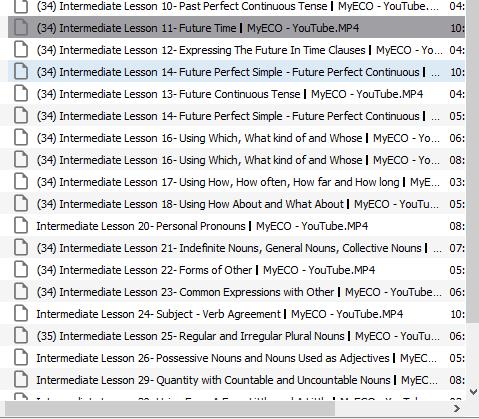 (34) Intermediate Lesson 10- Past Perfect Continuous Tense ┃ MyECO - YouTube.MP4 04:
(34) Intermediate Lesson 11- Future Time ┃ MyECO - YouTube.MP4 10:
(34) Intermediate Lesson 12- Expressing The Future In Time Clauses ┃ MyECO - Yo... 02:
(34) Intermediate Lesson 14- Future Perfect Simple - Future Perfect Continuous ┃ ... 10:
(34) Intermediate Lesson 13- Future Continuous Tense ┃ MyECO - YouTube.MP4 04:
(34) Intermediate Lesson 14- Future Perfect Simple - Future Perfect Continuous ┃ ... 05:
(34) Intermediate Lesson 16- Using Which, What kind of and Whose ┃ MyECO - Yo... 06:
(34) Intermediate Lesson 16- Using Which, What kind of and Whose ┃ MyECO - Yo... 08:
(34) Intermediate Lesson 17- Using How, How often, How far and How long ┃ MyE... 03:
(34) Intermediate Lesson 18- Using How About and What About ┃ MyECO - YouTu... 05:
Intermediate Lesson 20- Personal Pronouns ┃ MyECO - YouTube.MP4 08:
(34) Intermediate Lesson 21- Indefinite Nouns, General Nouns, Collective Nouns ┃ ... 07:
(34) Intermediate Lesson 22- Forms of Other ┃ MyECO - YouTube.MP4 05:
(34) Intermediate Lesson 23- Common Expressions with Other ┃ MyECO - YouTube.MP4 06:
Intermediate Lesson 24- Subject - Verb Agreement ┃ MyECO - YouTube.MP4 10:
(35) Intermediate Lesson 25- Regular and Irregular Plural Nouns ┃ MyECO - YouTu... 06:
Intermediate Lesson 26- Possessive Nouns and Nouns Used as Adjectives ┃ MyEC... 05:
Intermediate Lesson 29- Quantity with Countable and Uncountable Nouns ┃ MyEC... 08: